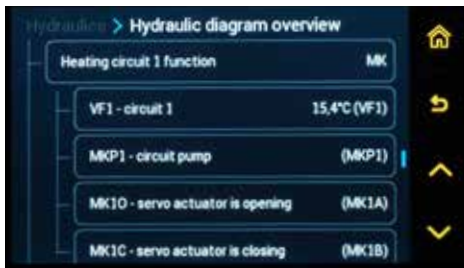 Hydraulics > Hydraulic diagram overview
Heating circuit 1 function MK
VF1 - circuit 1 15,4°C (VF1)
MKP1 - circuit pump (MKP1)
MK1O - servo actuator is opening (MK1A)
MK1C - servo actuator is closing (MK1B)